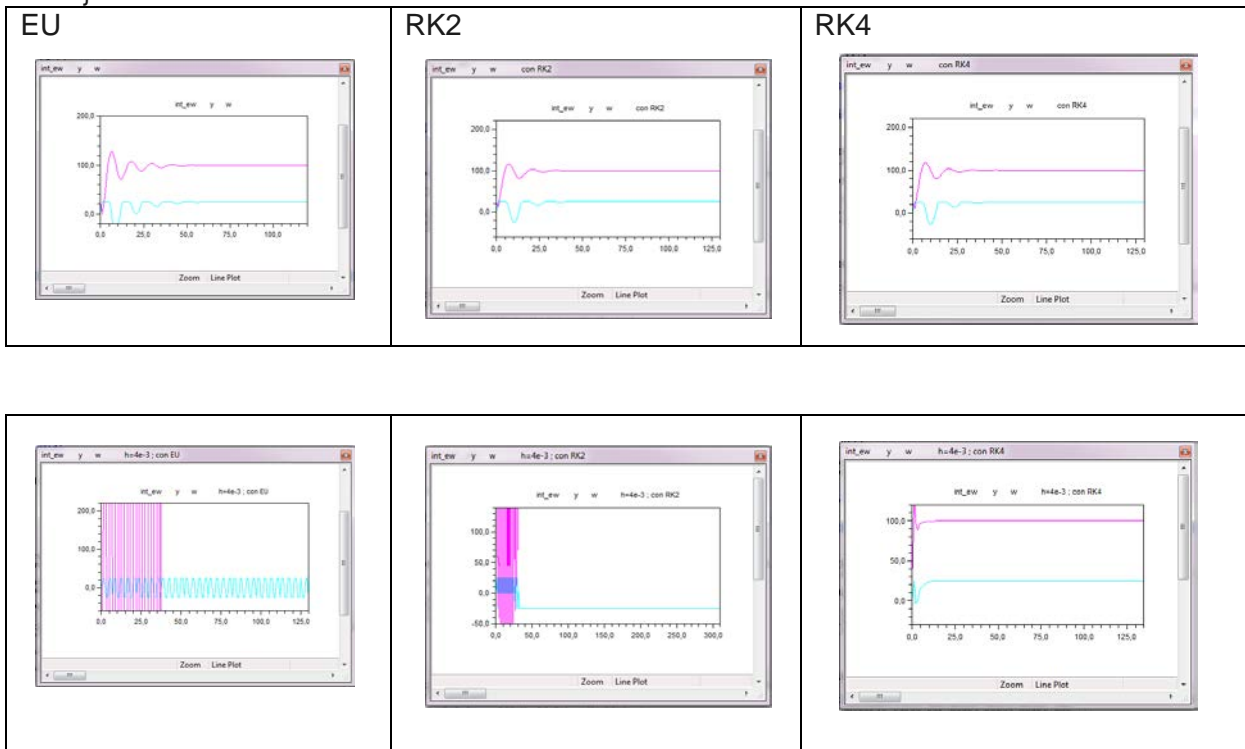 EU
RK2
RK4
int_ew y w
int_ew y w
200,0
100,0
0,0
0,0 25,0 50,0 75,0 100,0
Zoom Line Plot
int_ew y w con RK2
int_ew y w con RK2
200,0
100,0
0,0
0,0 25,0 50,0 75,0 100,0 125,0
Zoom Line Plot
int_ew y w con RK4
int_ew y w con RK4
200,0
100,0
0,0
0,0 25,0 50,0 75,0 100,0 125,0
Zoom Line Plot
int_ew y w h=4e-3 ; con EU
int_ew y w h=4e-3 ; con EU
200,0
100,0
0,0
0,0 25,0 50,0 75,0 100,0 125,0
Zoom Line Plot
int_ew y w h=4e-3 ; con RK2
int_ew y w h=4e-3 ; con RK2
100,0
50,0
0,0
-50,0
0,0 50,0 100,0 150,0 200,0 250,0 300,0
Zoom Line Plot
int_ew y w h=4e-3 ; con RK4
int_ew y w h=4e-3 ; con RK4
100,0
50,0
0,0
0,0 25,0 50,0 75,0 100,0 125,0
Zoom Line Plot